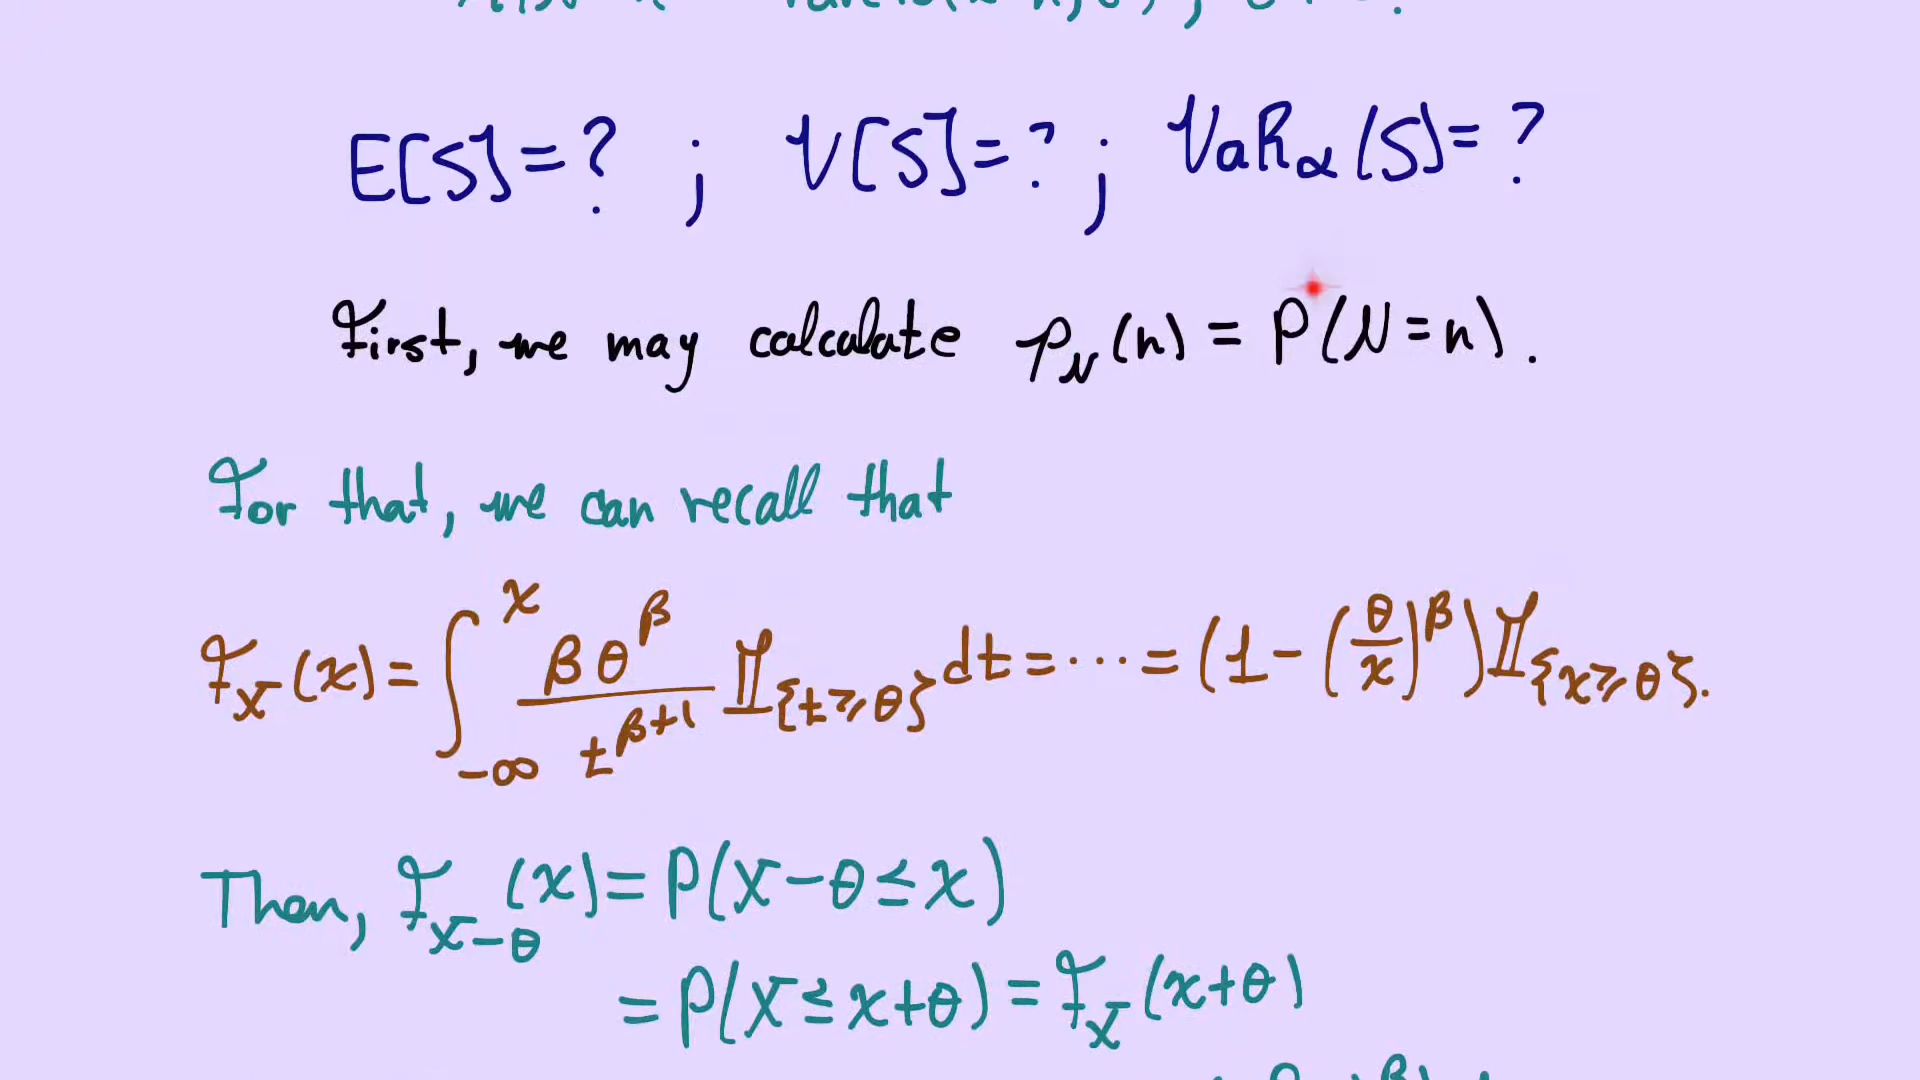 E[S]=? ; V[S]=? ; VaRα(S)=?
First, we may calculate p_N(n) = P(N=n).
For that, we can recall that
F_X(x) = ∫_{-∞}^{x} βθ^β / t^{β+1} 𝟙_{t⩾θ} dt = ··· = (1-(θ/x)^β) 𝟙_{x⩾θ}.
Then, F_{X-θ}(x) = P(X-θ≤x)
= P(X≤x+θ) = F_X(x+θ)